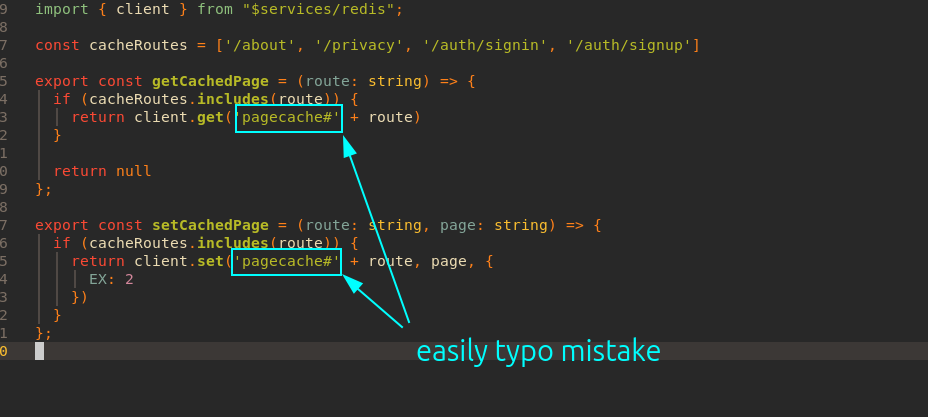 9 import { client } from "$services/redis";
8
7 const cacheRoutes = ['/about', '/privacy', '/auth/signin', '/auth/signup']
6
5 export const getCachedPage = (route: string) => {
4 if (cacheRoutes.includes(route)) {
3 return client.get('pagecache#' + route)
2 }
1
0 return null
9 };
8
7 export const setCachedPage = (route: string, page: string) => {
6 if (cacheRoutes.includes(route)) {
5 return client.set('pagecache#' + route, page, {
4 EX: 2
3 })
2 }
1 };
0
easily typo mistake